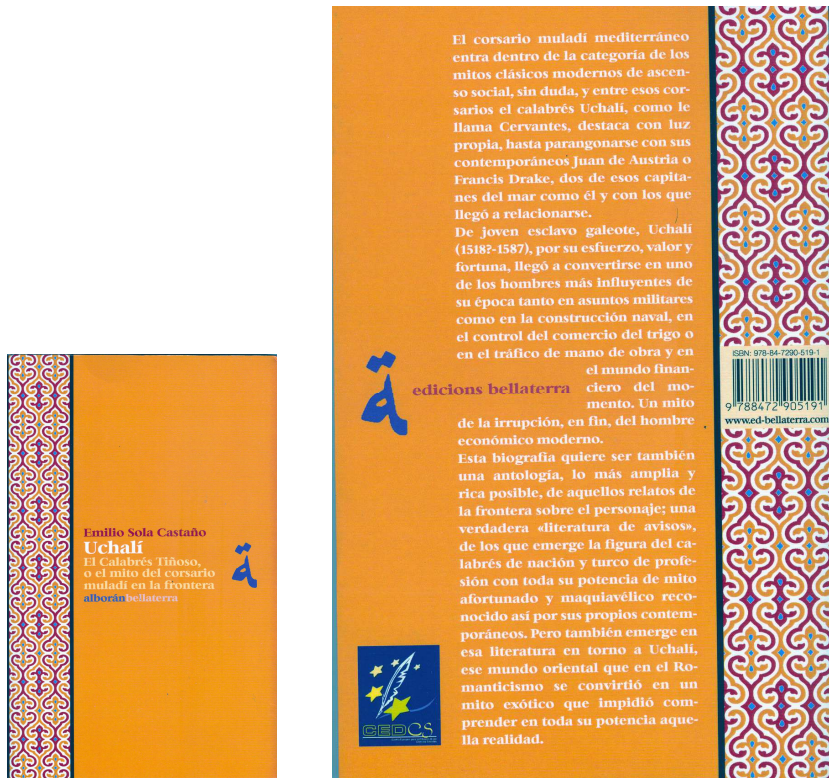 Emilio Sola Castaño
Uchalí
El Calabrés Tiñoso,
o el mito del corsario
muladí en la frontera
alboránbellaterra
El corsario muladí mediterráneo
entra dentro de la categoría de los
mitos clásicos modernos de ascen-
so social, sin duda, y entre esos cor-
sarios el calabrés Uchalí, como le
llama Cervantes, destaca con luz
propia, hasta parangonarse con sus
contemporáneos Juan de Austria o
Francis Drake, dos de esos capita-
nes del mar como él y con los que
llegó a relacionarse.
De joven esclavo galeote, Uchalí
(1518?-1587), por su esfuerzo, valor y
fortuna, llegó a convertirse en uno
de los hombres más influyentes de
su época tanto en asuntos militares
como en la construcción naval, en
el control del comercio del trigo o
en el tráfico de mano de obra y en
el mundo finan-
ciero del mo-
mento. Un mito
de la irrupción, en fin, del hombre
económico moderno.
Esta biografía quiere ser también
una antología, lo más amplia y
rica posible, de aquellos relatos de
la frontera sobre el personaje; una
verdadera «literatura de avisos»,
de los que emerge la figura del ca-
labrés de nación y turco de profe-
sión con toda su potencia de mito
afortunado y maquiavélico reco-
nocido así por sus propios contem-
poráneos. Pero también emerge en
esa literatura en torno a Uchalí,
ese mundo oriental que en el Ro-
manticismo se convirtió en un
mito exótico que impidió com-
prender en toda su potencia aque-
lla realidad.
edicions bellaterra
CEDCS
ISBN: 978-84-7290-519-1
9 788472 905191
www.ed-bellaterra.com